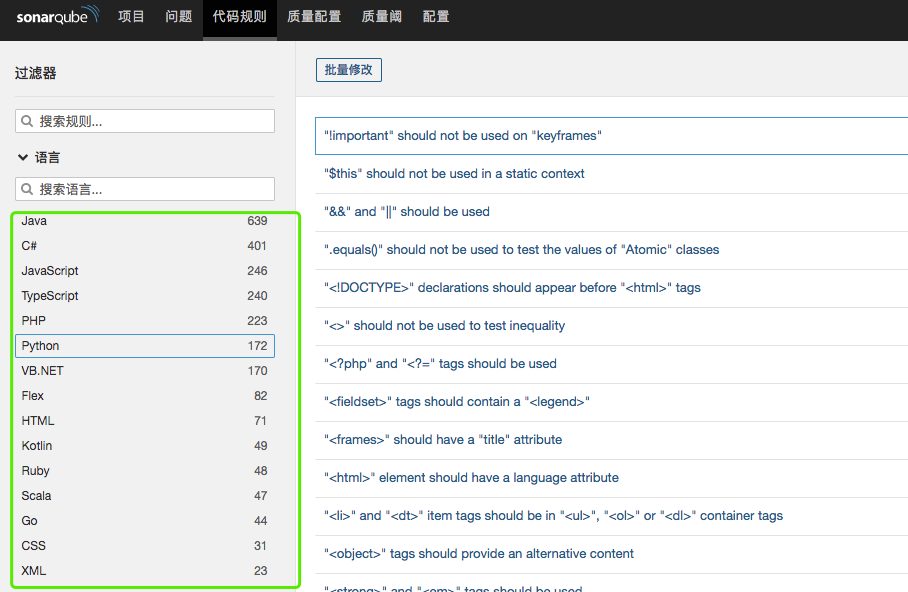 sonarqube 项目 问题 代码规则 质量配置 质量阈 配置
过滤器
搜索规则...
语言
搜索语言...
Java 639
C# 401
JavaScript 246
TypeScript 240
PHP 223
Python 172
VB.NET 170
Flex 82
HTML 71
Kotlin 49
Ruby 48
Scala 47
Go 44
CSS 31
XML 23
批量修改
"!important" should not be used on "keyframes"
"$this" should not be used in a static context
"&&" and "||" should be used
".equals()" should not be used to test the values of "Atomic" classes
"<!DOCTYPE>" declarations should appear before "<html>" tags
"<>" should not be used to test inequality
"<?php" and "<?=" tags should be used
"<fieldset>" tags should contain a "<legend>"
"<frames>" should have a "title" attribute
"<html>" element should have a language attribute
"<li>" and "<dt>" item tags should be in "<ul>", "<ol>" or "<dl>" container tags
"<object>" tags should provide an alternative content
"<strong>" and "<em>" tags should be used